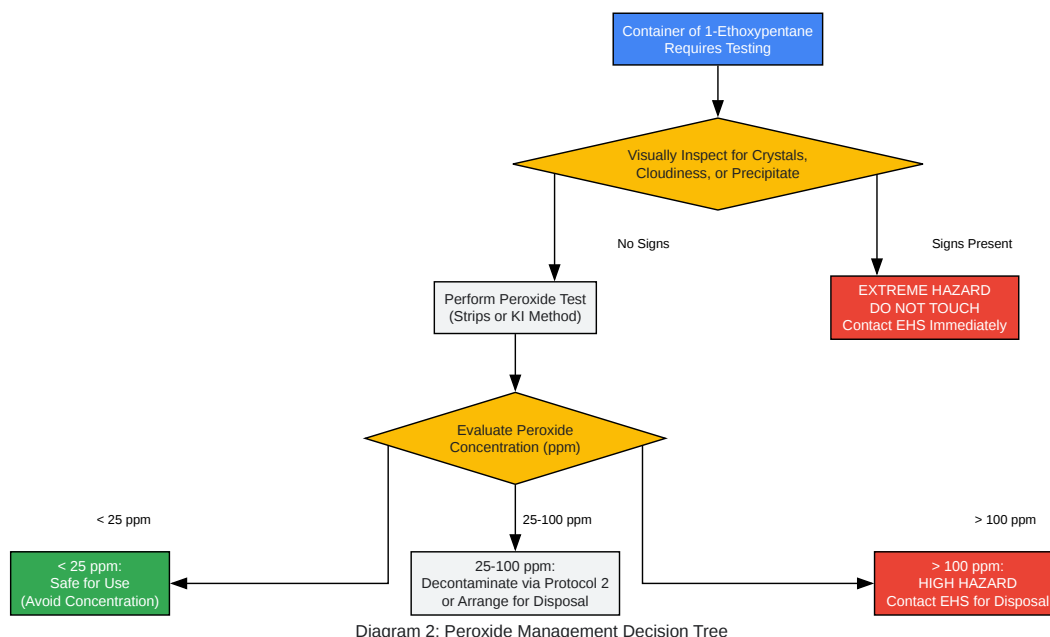 Container of 1-Ethoxypentane
Requires Testing
Visually Inspect for Crystals,
Cloudiness, or Precipitate
No Signs
Signs Present
Perform Peroxide Test
(Strips or KI Method)
EXTREME HAZARD
DO NOT TOUCH
Contact EHS Immediately
Evaluate Peroxide
Concentration (ppm)
< 25 ppm
25-100 ppm
> 100 ppm
< 25 ppm:
Safe for Use
(Avoid Concentration)
25-100 ppm:
Decontaminate via Protocol 2
or Arrange for Disposal
> 100 ppm:
HIGH HAZARD
Contact EHS for Disposal
Diagram 2: Peroxide Management Decision Tree